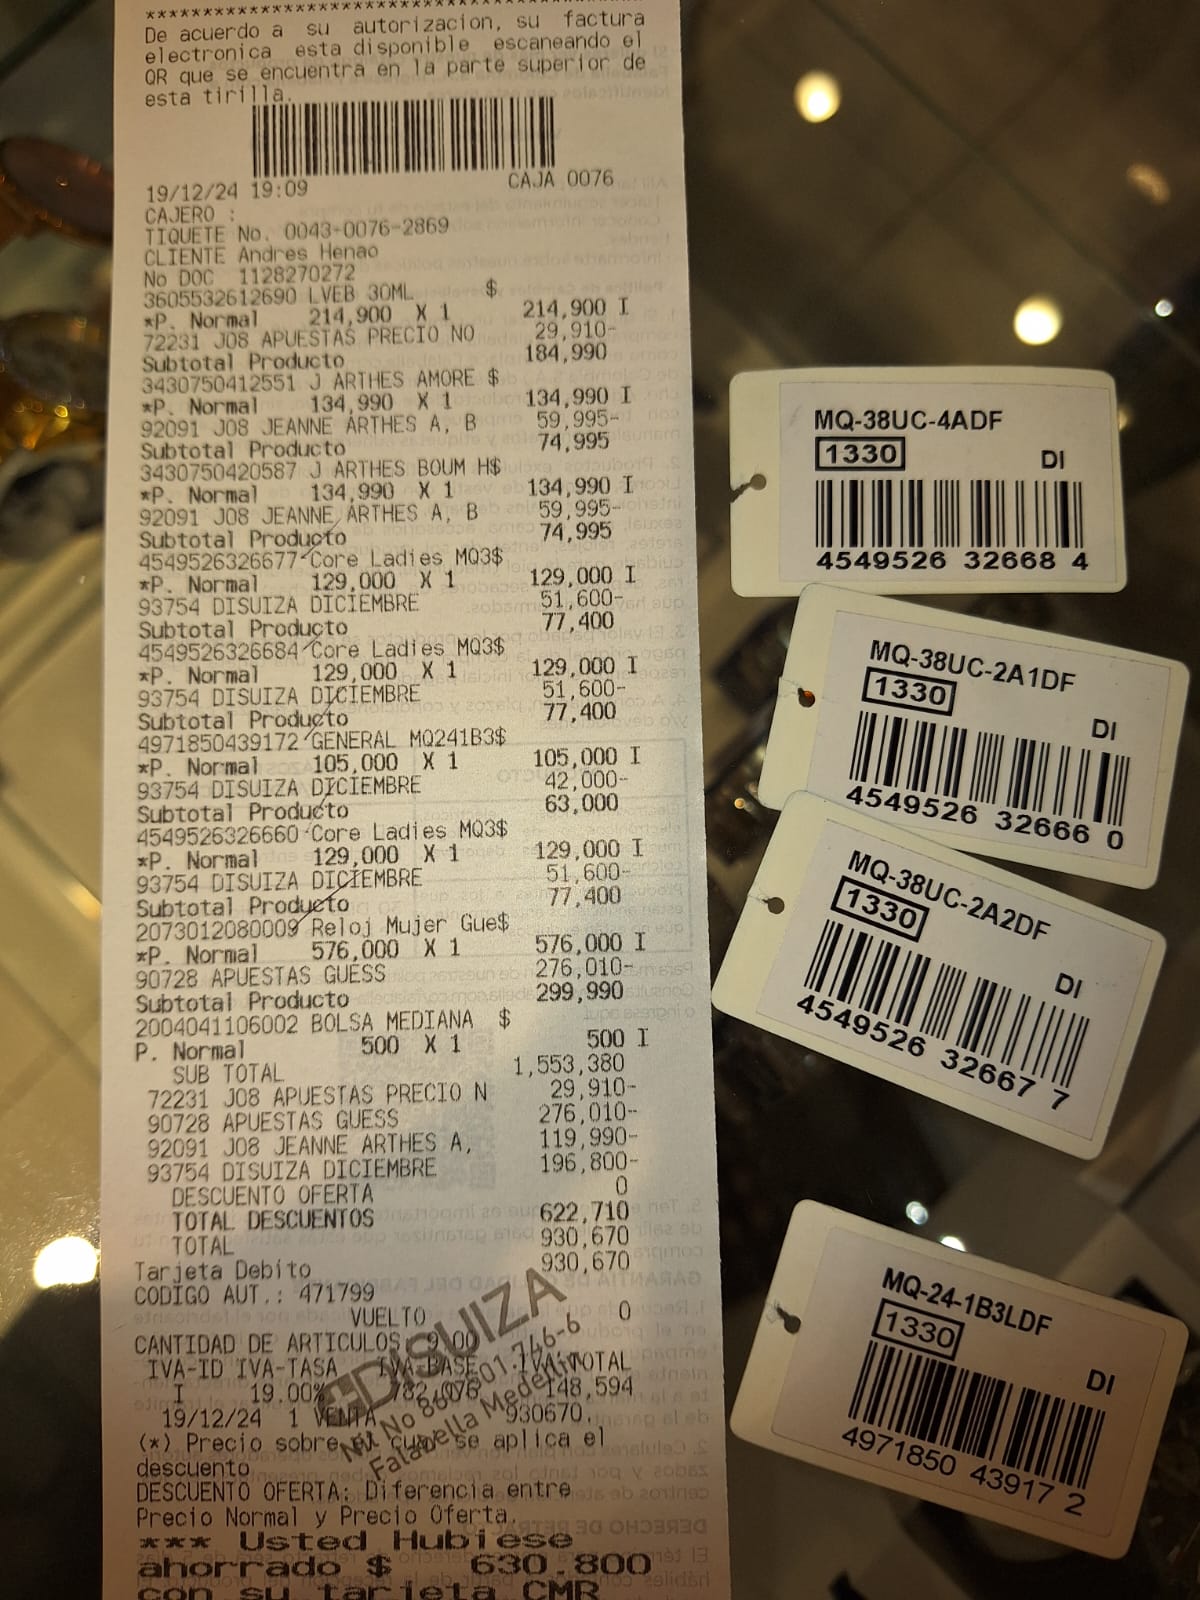 De acuerdo a su autorizacion, su factura
electronica esta disponible escaneando el
QR que se encuentra en la parte superior de
esta tirilla.
19/12/24 19:09 CAJA 0076
CAJERO :
TIQUETE No. 0043-0076-2869
CLIENTE Andres Henao
No DOC 1128270272
3605532612690 LVEB 30ML $
*P. Normal 214,900 X 1 214,900 I
72231 J08 APUESTAS PRECIO NO 29,910-
Subtotal Producto 184,990
3430750412551 J ARTHES AMORE $
*P. Normal 134,990 X 1 134,990 I
92091 J08 JEANNE ARTHES A, B 59,995-
Subtotal Producto 74,995
3430750420587 J ARTHES BOUM H$
*P. Normal 134,990 X 1 134,990 I
92091 J08 JEANNE ARTHES A, B 59,995-
Subtotal Producto 74,995
4549526326677 Core Ladies MQ3$
*P. Normal 129,000 X 1 129,000 I
93754 DISUIZA DICIEMBRE 51,600-
Subtotal Producto 77,400
4549526326684 Core Ladies MQ3$
*P. Normal 129,000 X 1 129,000 I
93754 DISUIZA DICIEMBRE 51,600-
Subtotal Producto 77,400
4971850439172 GENERAL MQ241B3$
*P. Normal 105,000 X 1 105,000 I
93754 DISUIZA DICIEMBRE 42,000-
Subtotal Producto 63,000
4549526326660 Core Ladies MQ3$
*P. Normal 129,000 X 1 129,000 I
93754 DISUIZA DICIEMBRE 51,600-
Subtotal Producto 77,400
2073012080009 Reloj Mujer Gue$
*P. Normal 576,000 X 1 576,000 I
90728 APUESTAS GUESS 276,010-
Subtotal Producto 299,990
2004041106002 BOLSA MEDIANA $
P. Normal 500 X 1 500 I
SUB TOTAL 1,553,380
72231 J08 APUESTAS PRECIO N 29,910-
90728 APUESTAS GUESS 276,010-
92091 J08 JEANNE ARTHES A, 119,990-
93754 DISUIZA DICIEMBRE 196,800-
DESCUENTO OFERTA 0
TOTAL DESCUENTOS 622,710
TOTAL 930,670
Tarjeta Debito 930,670
CODIGO AUT.: 471799
VUELTO 0
CANTIDAD DE ARTICULOS 9.00
IVA-ID IVA-TASA IVA-BASE IVA-TOTAL
I 19.00% 782,076 148,594
19/12/24 1 VENTA 930670.
(*) Precio sobre el cual se aplica el
descuento
DESCUENTO OFERTA: Diferencia entre
Precio Normal y Precio Oferta.
*** Usted Hubiese
ahorrado $ 630.800
con su tarjeta CMR
DISUIZA
Nit No 860.501.746-6
Falabella Medellin
MQ-38UC-4ADF
1330
DI
4549526 32668 4
MQ-38UC-2A1DF
1330
DI
4549526 32666 0
MQ-38UC-2A2DF
1330
DI
4549526 32667 7
MQ-24-1B3LDF
1330
DI
4971850 43917 2